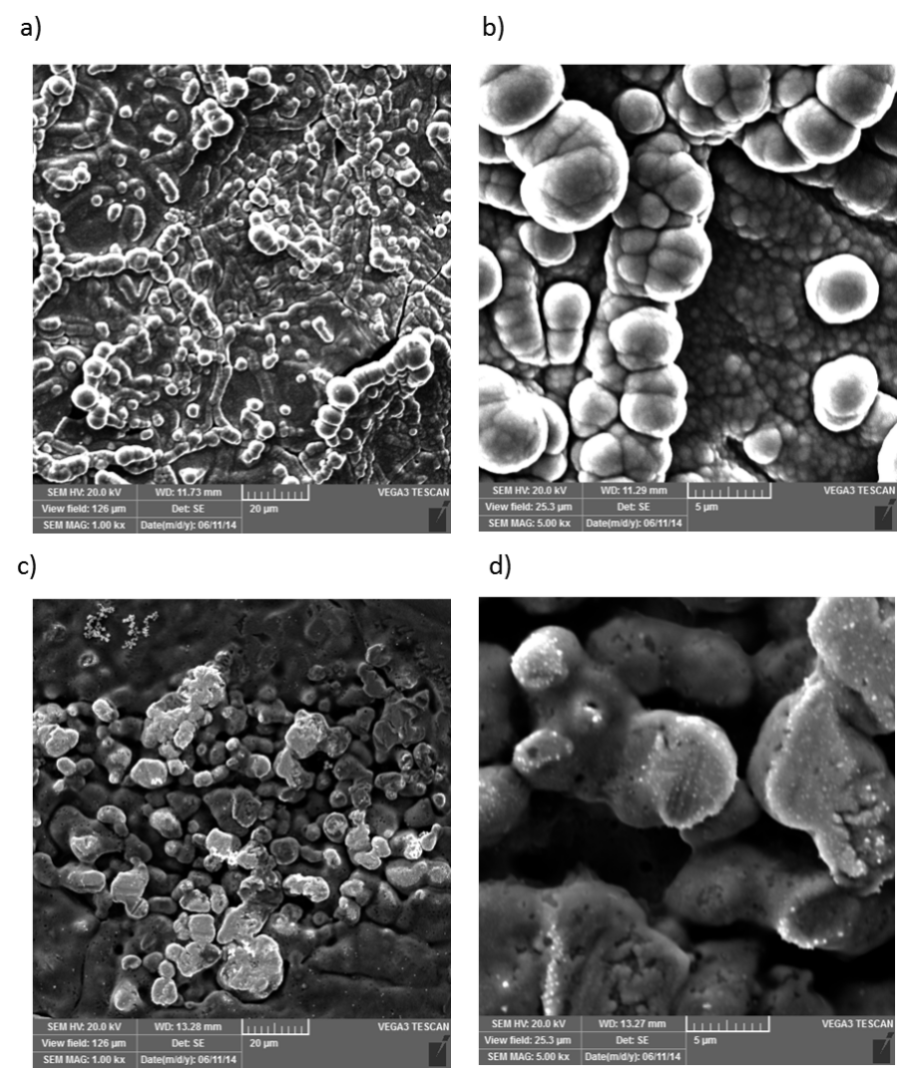 a)
b)
SEM HV: 20.0 kV WD: 11.73 mm VEGA3 TESCAN
View field: 126 µm Det: SE 20 µm
SEM MAG: 1.00 kx Date(m/d/y): 06/11/14
SEM HV: 20.0 kV WD: 11.29 mm VEGA3 TESCAN
View field: 25.3 µm Det: SE 5 µm
SEM MAG: 5.00 kx Date(m/d/y): 06/11/14
c)
d)
SEM HV: 20.0 kV WD: 13.28 mm VEGA3 TESCAN
View field: 126 µm Det: SE 20 µm
SEM MAG: 1.00 kx Date(m/d/y): 06/11/14
SEM HV: 20.0 kV WD: 13.27 mm VEGA3 TESCAN
View field: 25.3 µm Det: SE 5 µm
SEM MAG: 5.00 kx Date(m/d/y): 06/11/14